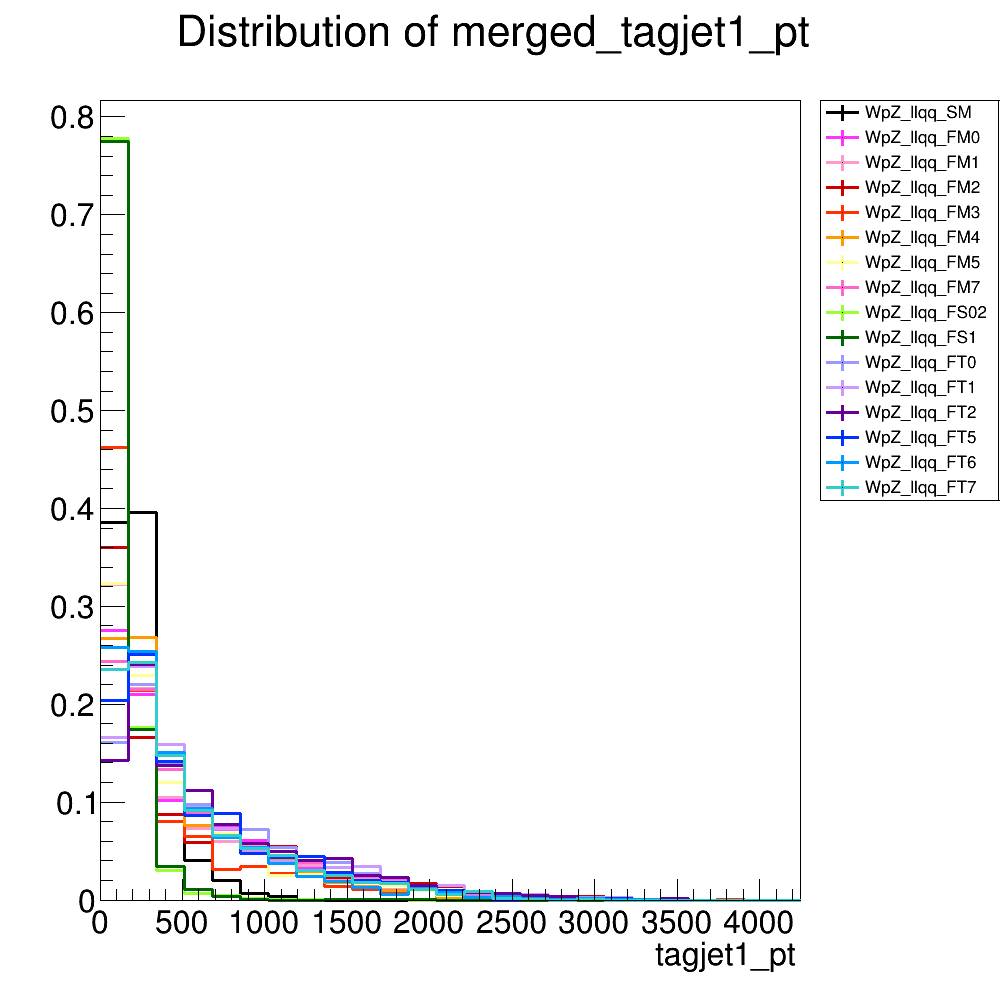 Distribution of merged_tagjet1_pt
0.8
0.7
0.6
0.5
0.4
0.3
0.2
0.1
0
0 500 1000 1500 2000 2500 3000 3500 4000
tagjet1_pt
WpZ_llqq_SM
WpZ_llqq_FM0
WpZ_llqq_FM1
WpZ_llqq_FM2
WpZ_llqq_FM3
WpZ_llqq_FM4
WpZ_llqq_FM5
WpZ_llqq_FM7
WpZ_llqq_FS02
WpZ_llqq_FS1
WpZ_llqq_FT0
WpZ_llqq_FT1
WpZ_llqq_FT2
WpZ_llqq_FT5
WpZ_llqq_FT6
WpZ_llqq_FT7